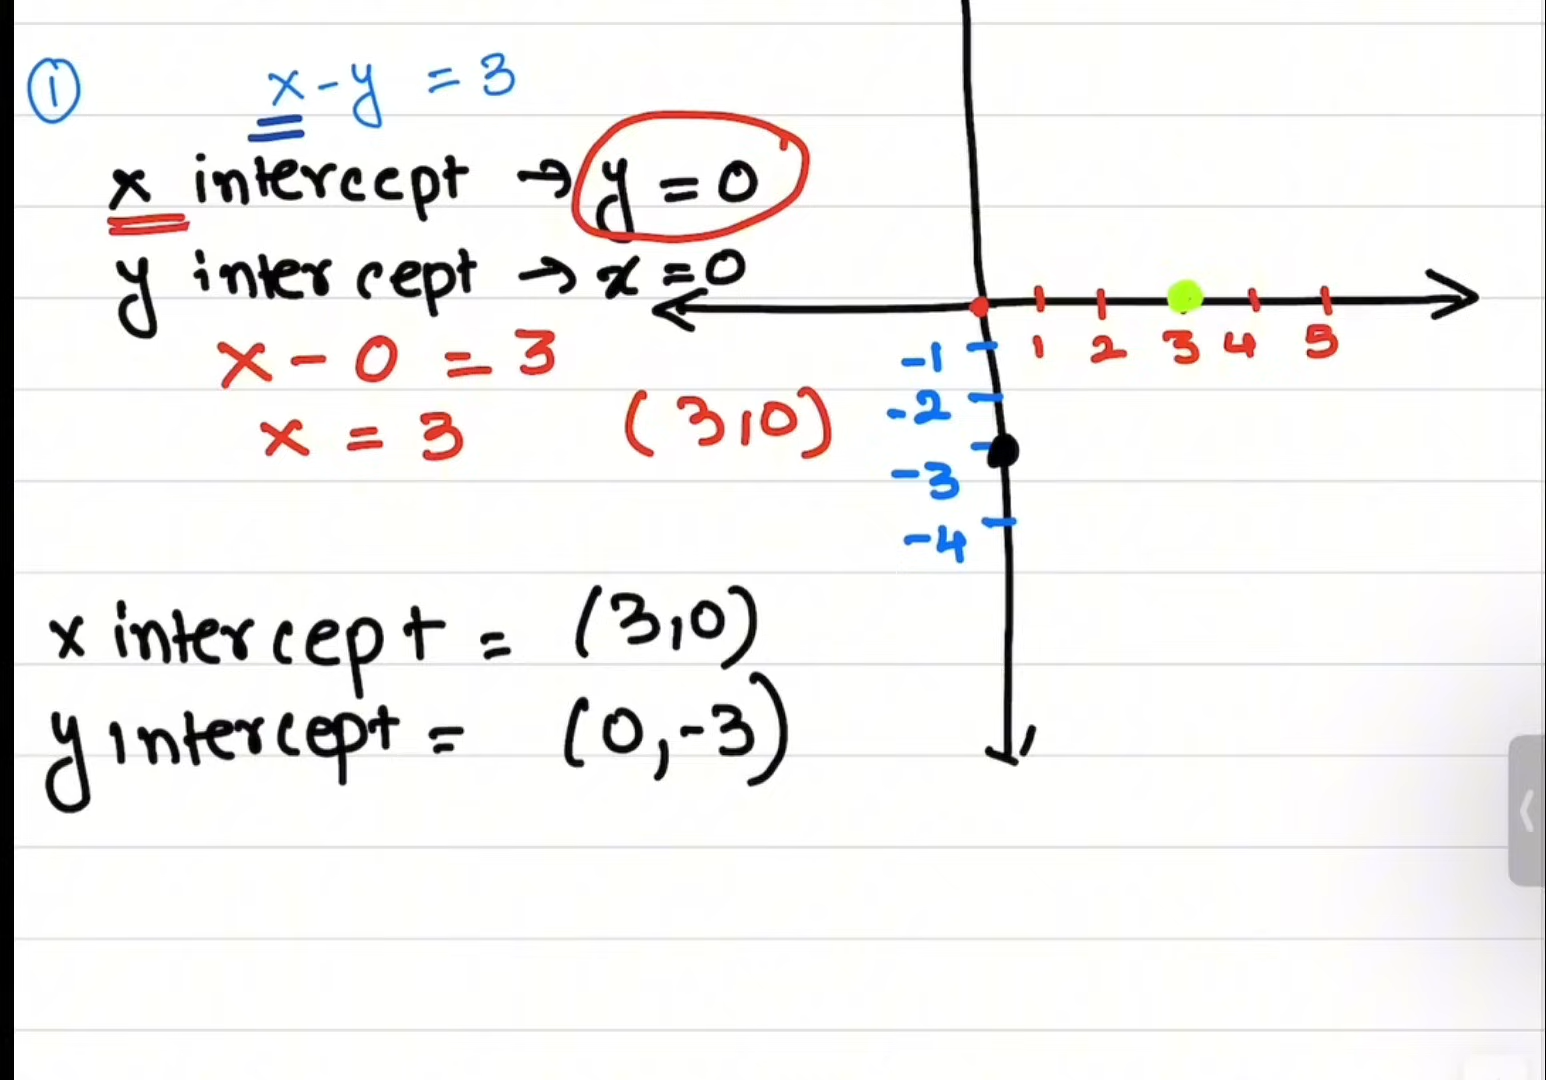 ① x - y = 3
x intercept → y = 0
y intercept → x = 0
x - 0 = 3
x = 3 (3,0)
1 2 3 4 5
-1
-2
-3
-4
x intercept = (3,0)
y intercept = (0,-3)